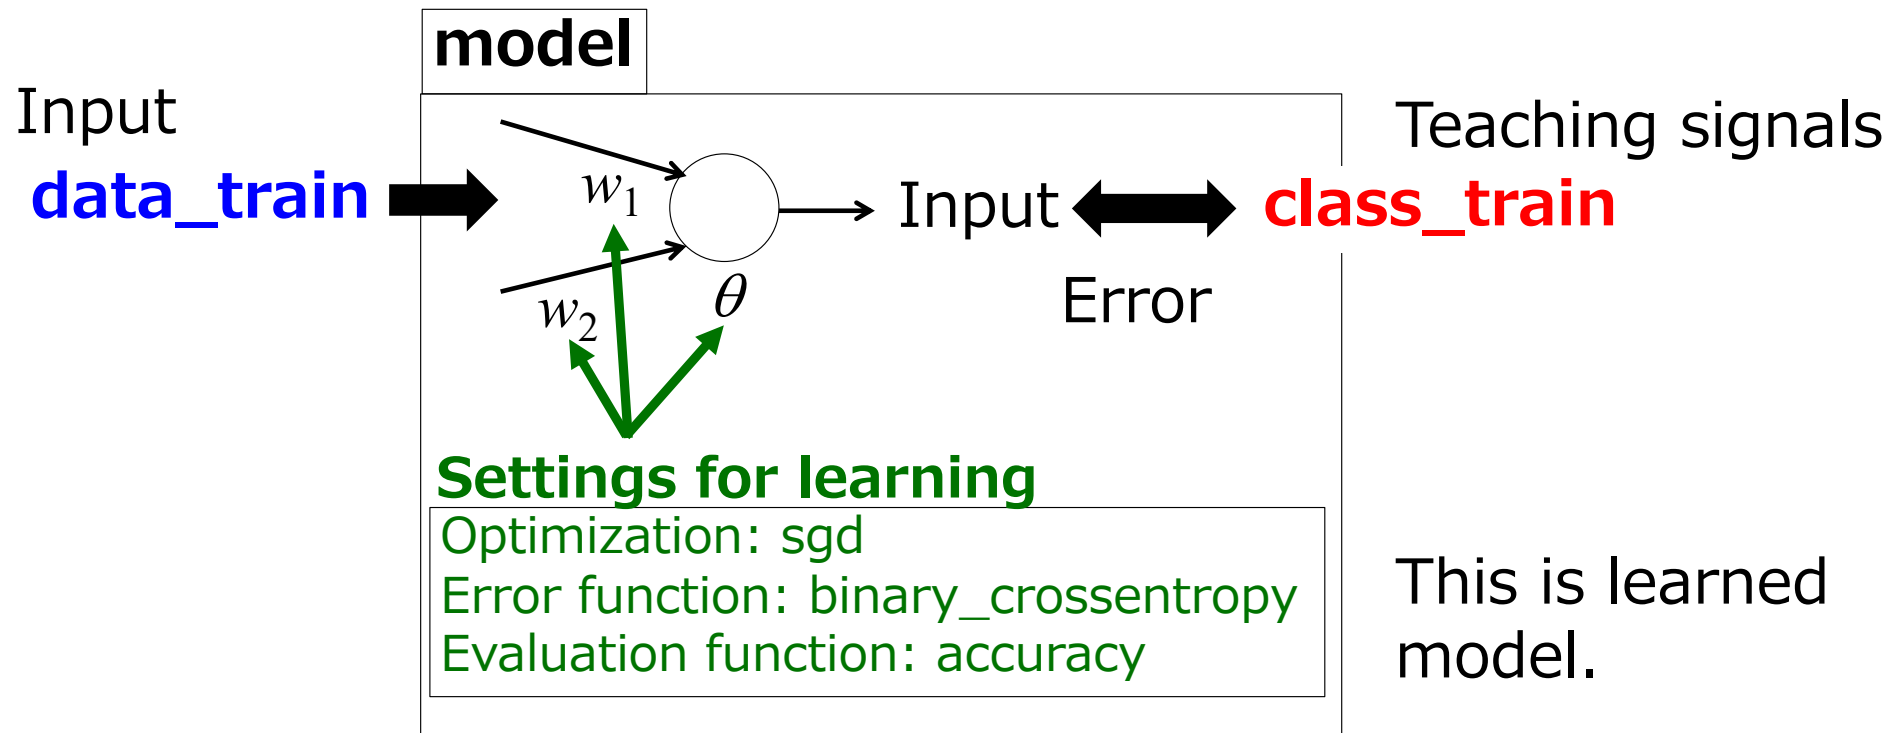 model
Input
data_train
w1
w2
θ
Input
Error
Teaching signals
class_train
Settings for learning
Optimization: sgd
Error function: binary_crossentropy
Evaluation function: accuracy
This is learned
model.